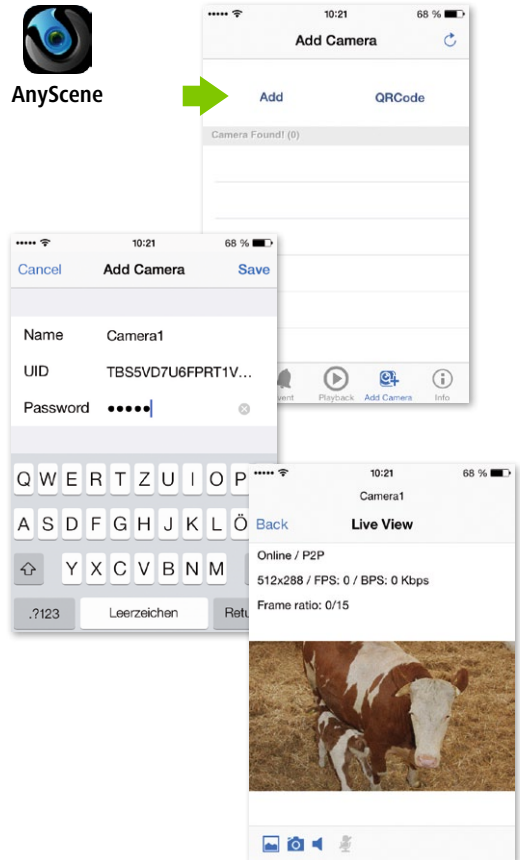 AnyScene
10:21 68 %
Add Camera
Add QRCode
Camera Found! (0)
Playback Add Camera Info
10:21 68 %
Cancel Add Camera Save
Name Camera1
UID TBS5VD7U6FPRT1V...
Password
Q W E R T Z U I O P
A S D F G H J K L Ö
Y X C V B N M
.?123 Leerzeichen
10:21 68 %
Camera1
Back Live View
Online / P2P
512x288 / FPS: 0 / BPS: 0 Kbps
Frame ratio: 0/15